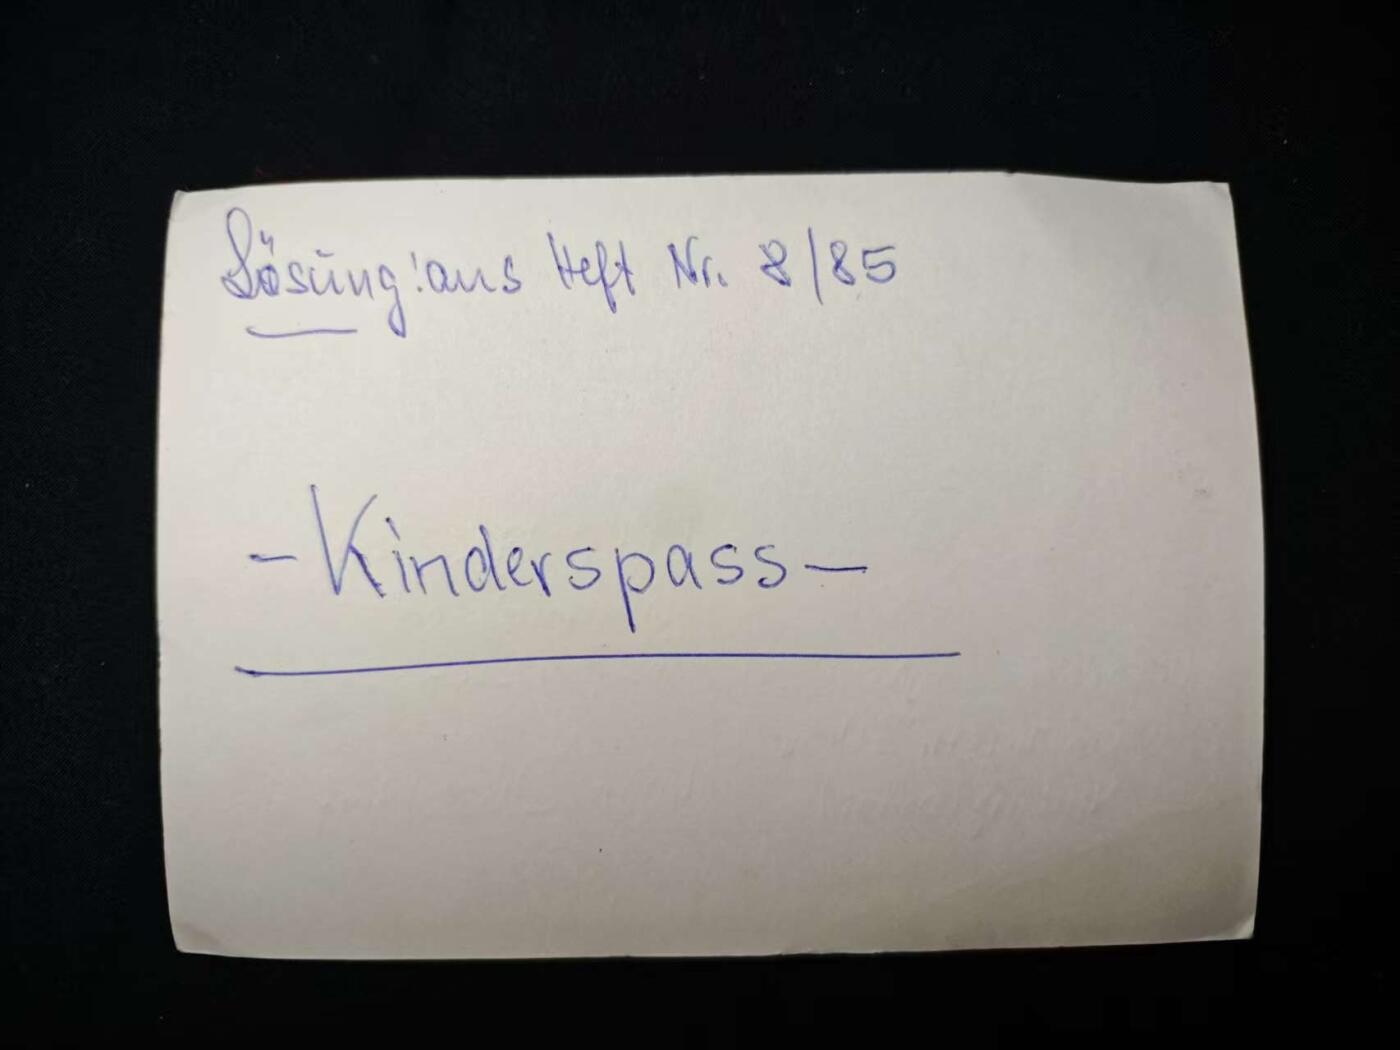 Lösung: aus Heft Nr. 8/85
- Kinderspass -